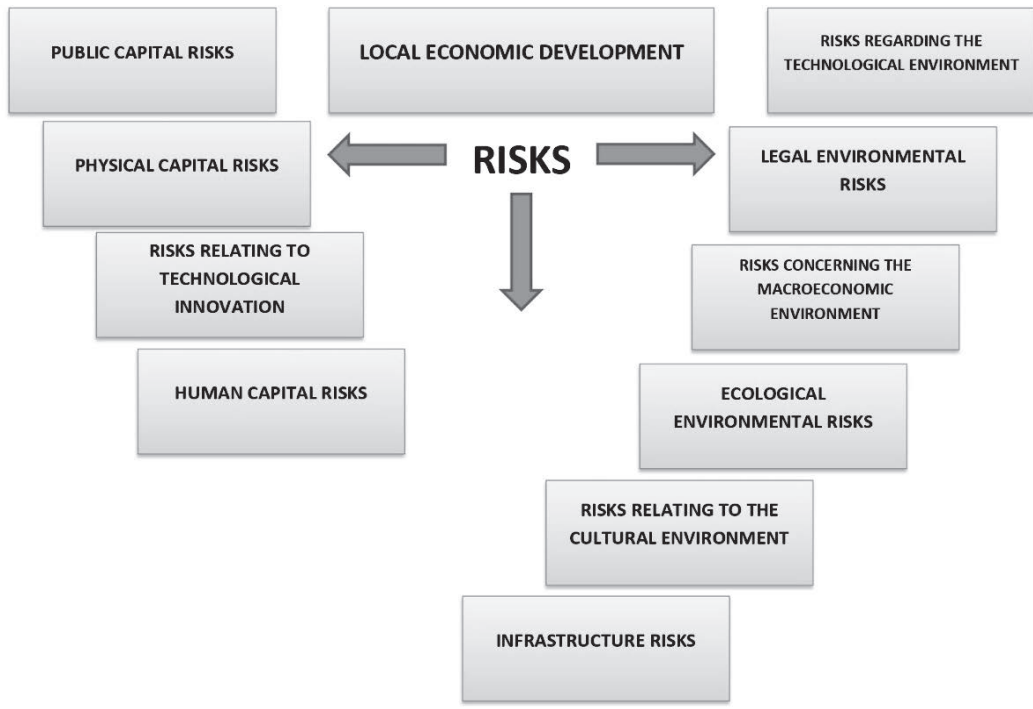 PUBLIC CAPITAL RISKS
LOCAL ECONOMIC DEVELOPMENT
RISKS REGARDING THE
TECHNOLOGICAL ENVIRONMENT
PHYSICAL CAPITAL RISKS
RISKS
LEGAL ENVIRONMENTAL
RISKS
RISKS RELATING TO
TECHNOLOGICAL
INNOVATION
RISKS CONCERNING THE
MACROECONOMIC
ENVIRONMENT
HUMAN CAPITAL RISKS
ECOLOGICAL
ENVIRONMENTAL RISKS
RISKS RELATING TO THE
CULTURAL ENVIRONMENT
INFRASTRUCTURE RISKS